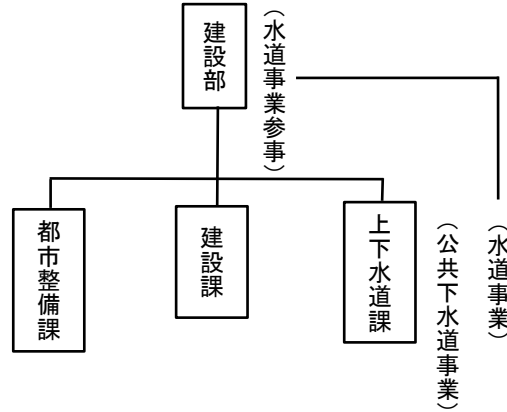 建設部
（水道事業参事）
都市整備課
建設課
上下水道課
（公共下水道事業）
（水道事業）